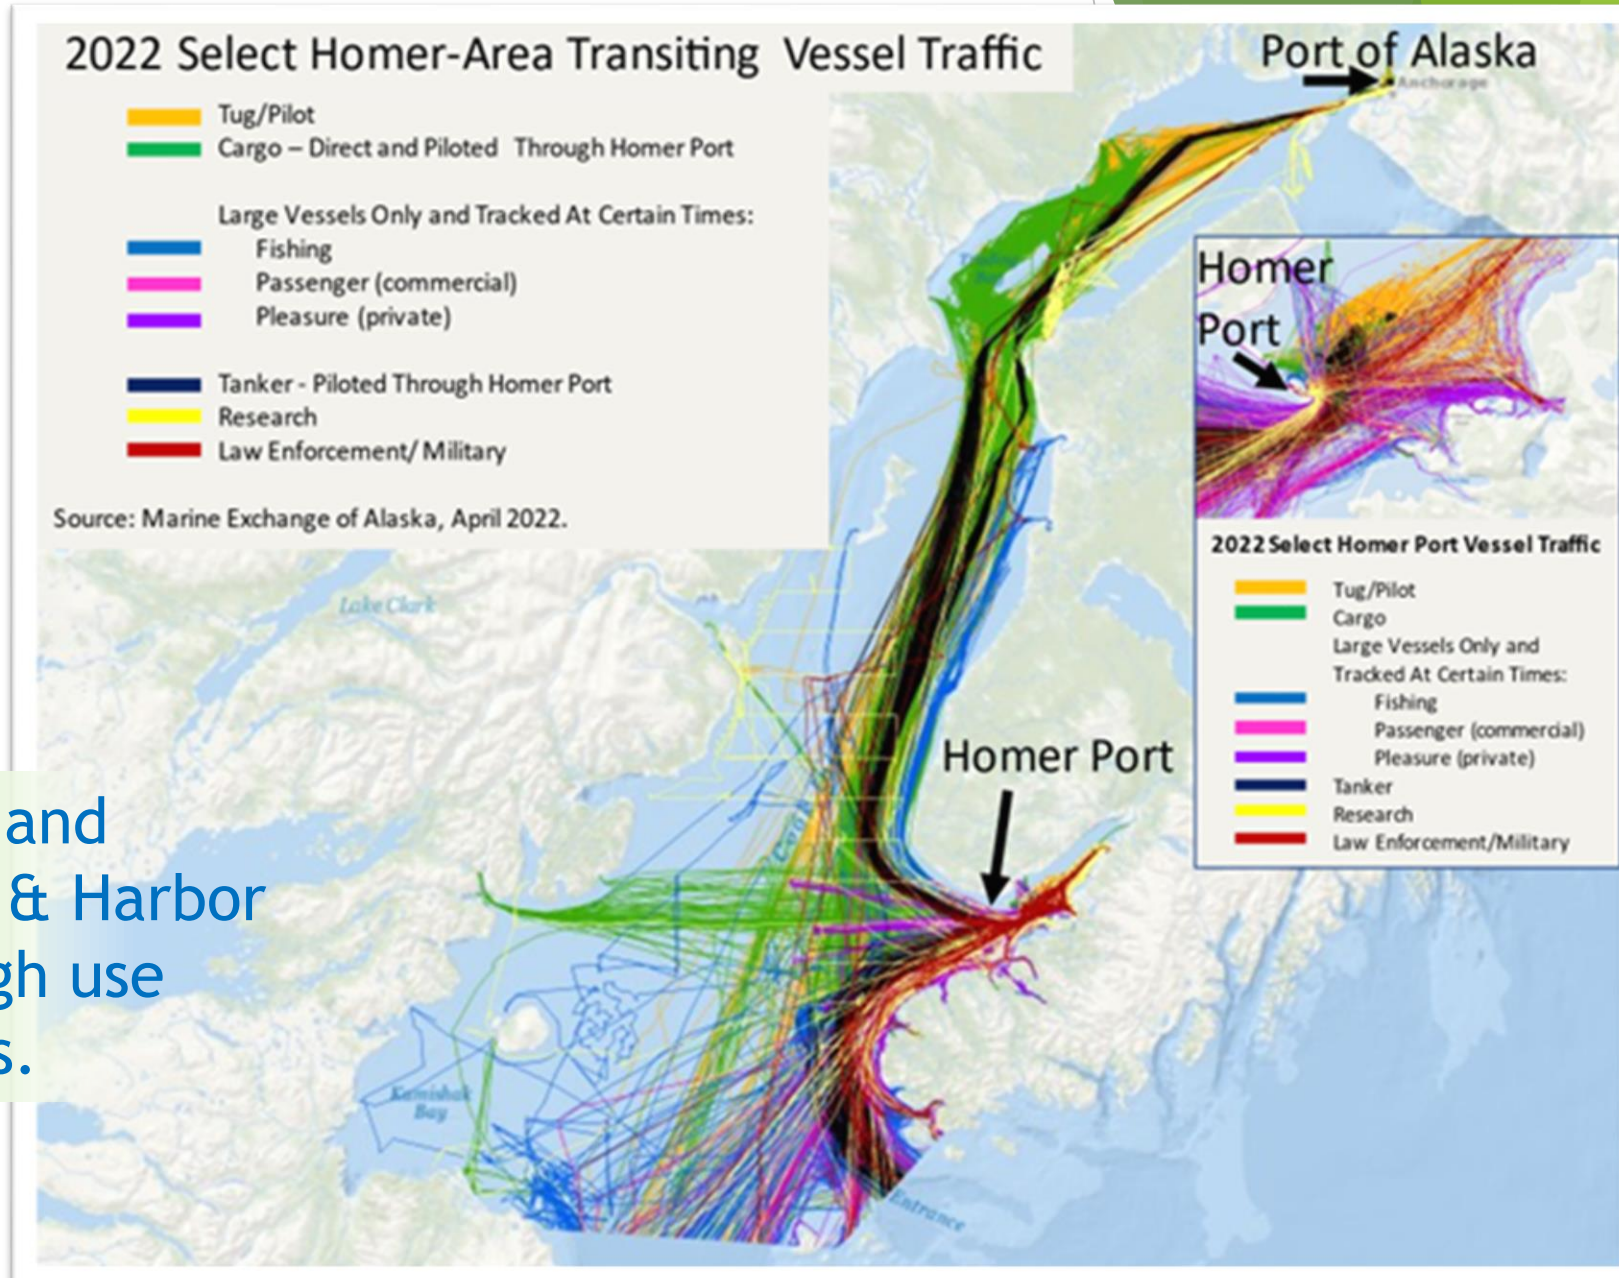 2022 Select Homer-Area Transiting Vessel Traffic
Tug/Pilot
Cargo – Direct and Piloted Through Homer Port
Large Vessels Only and Tracked At Certain Times:
Fishing
Passenger (commercial)
Pleasure (private)
Tanker - Piloted Through Homer Port
Research
Law Enforcement/ Military
Source: Marine Exchange of Alaska, April 2022.
Port of Alaska
Anchorage
Homer
Port
2022 Select Homer Port Vessel Traffic
Tug/Pilot
Cargo
Large Vessels Only and
Tracked At Certain Times:
Fishing
Passenger (commercial)
Pleasure (private)
Tanker
Research
Law Enforcement/Military
Lake Clark
Homer Port
and
& Harbor
gh use
s.
Kamishak
Bay
Entrance